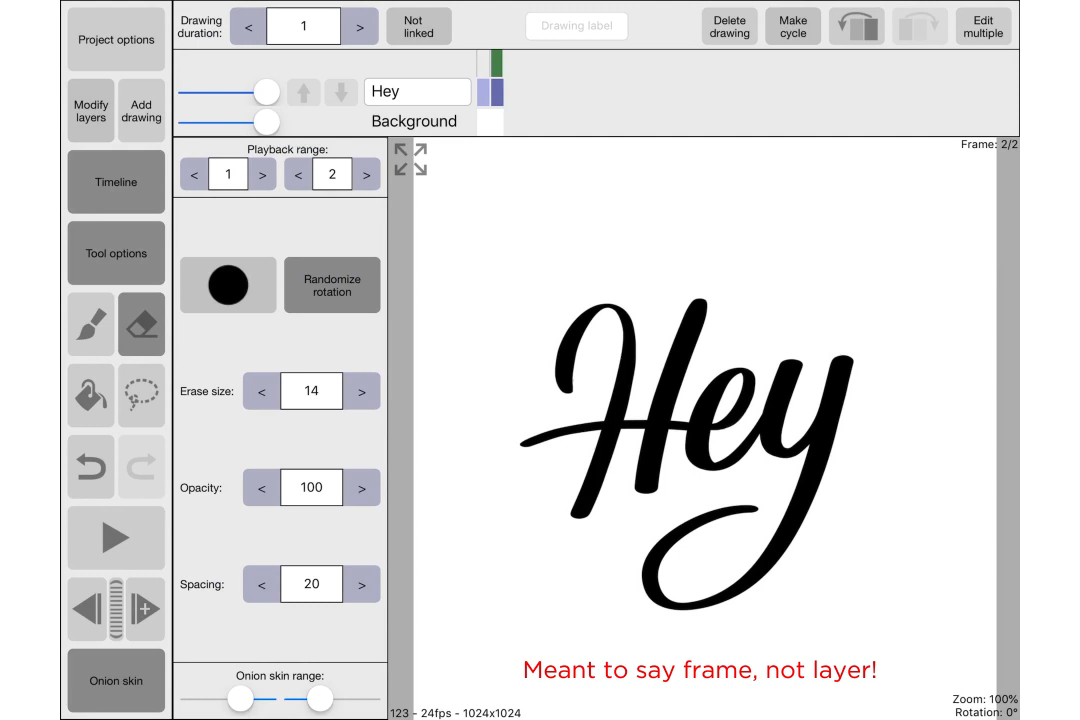 Project options
Modify layers
Add drawing
Timeline
Tool options
Onion skin
Drawing duration:
<
1
>
Not linked
Drawing label
Delete drawing
Make cycle
Edit multiple
Hey
Background
Playback range:
<
1
>
<
2
>
Randomize rotation
Erase size:
<
14
>
Opacity:
<
100
>
Spacing:
<
20
>
Onion skin range:
Frame: 2/2
Hey
Meant to say frame, not layer!
123 - 24fps - 1024x1024
Zoom: 100%
Rotation: 0°